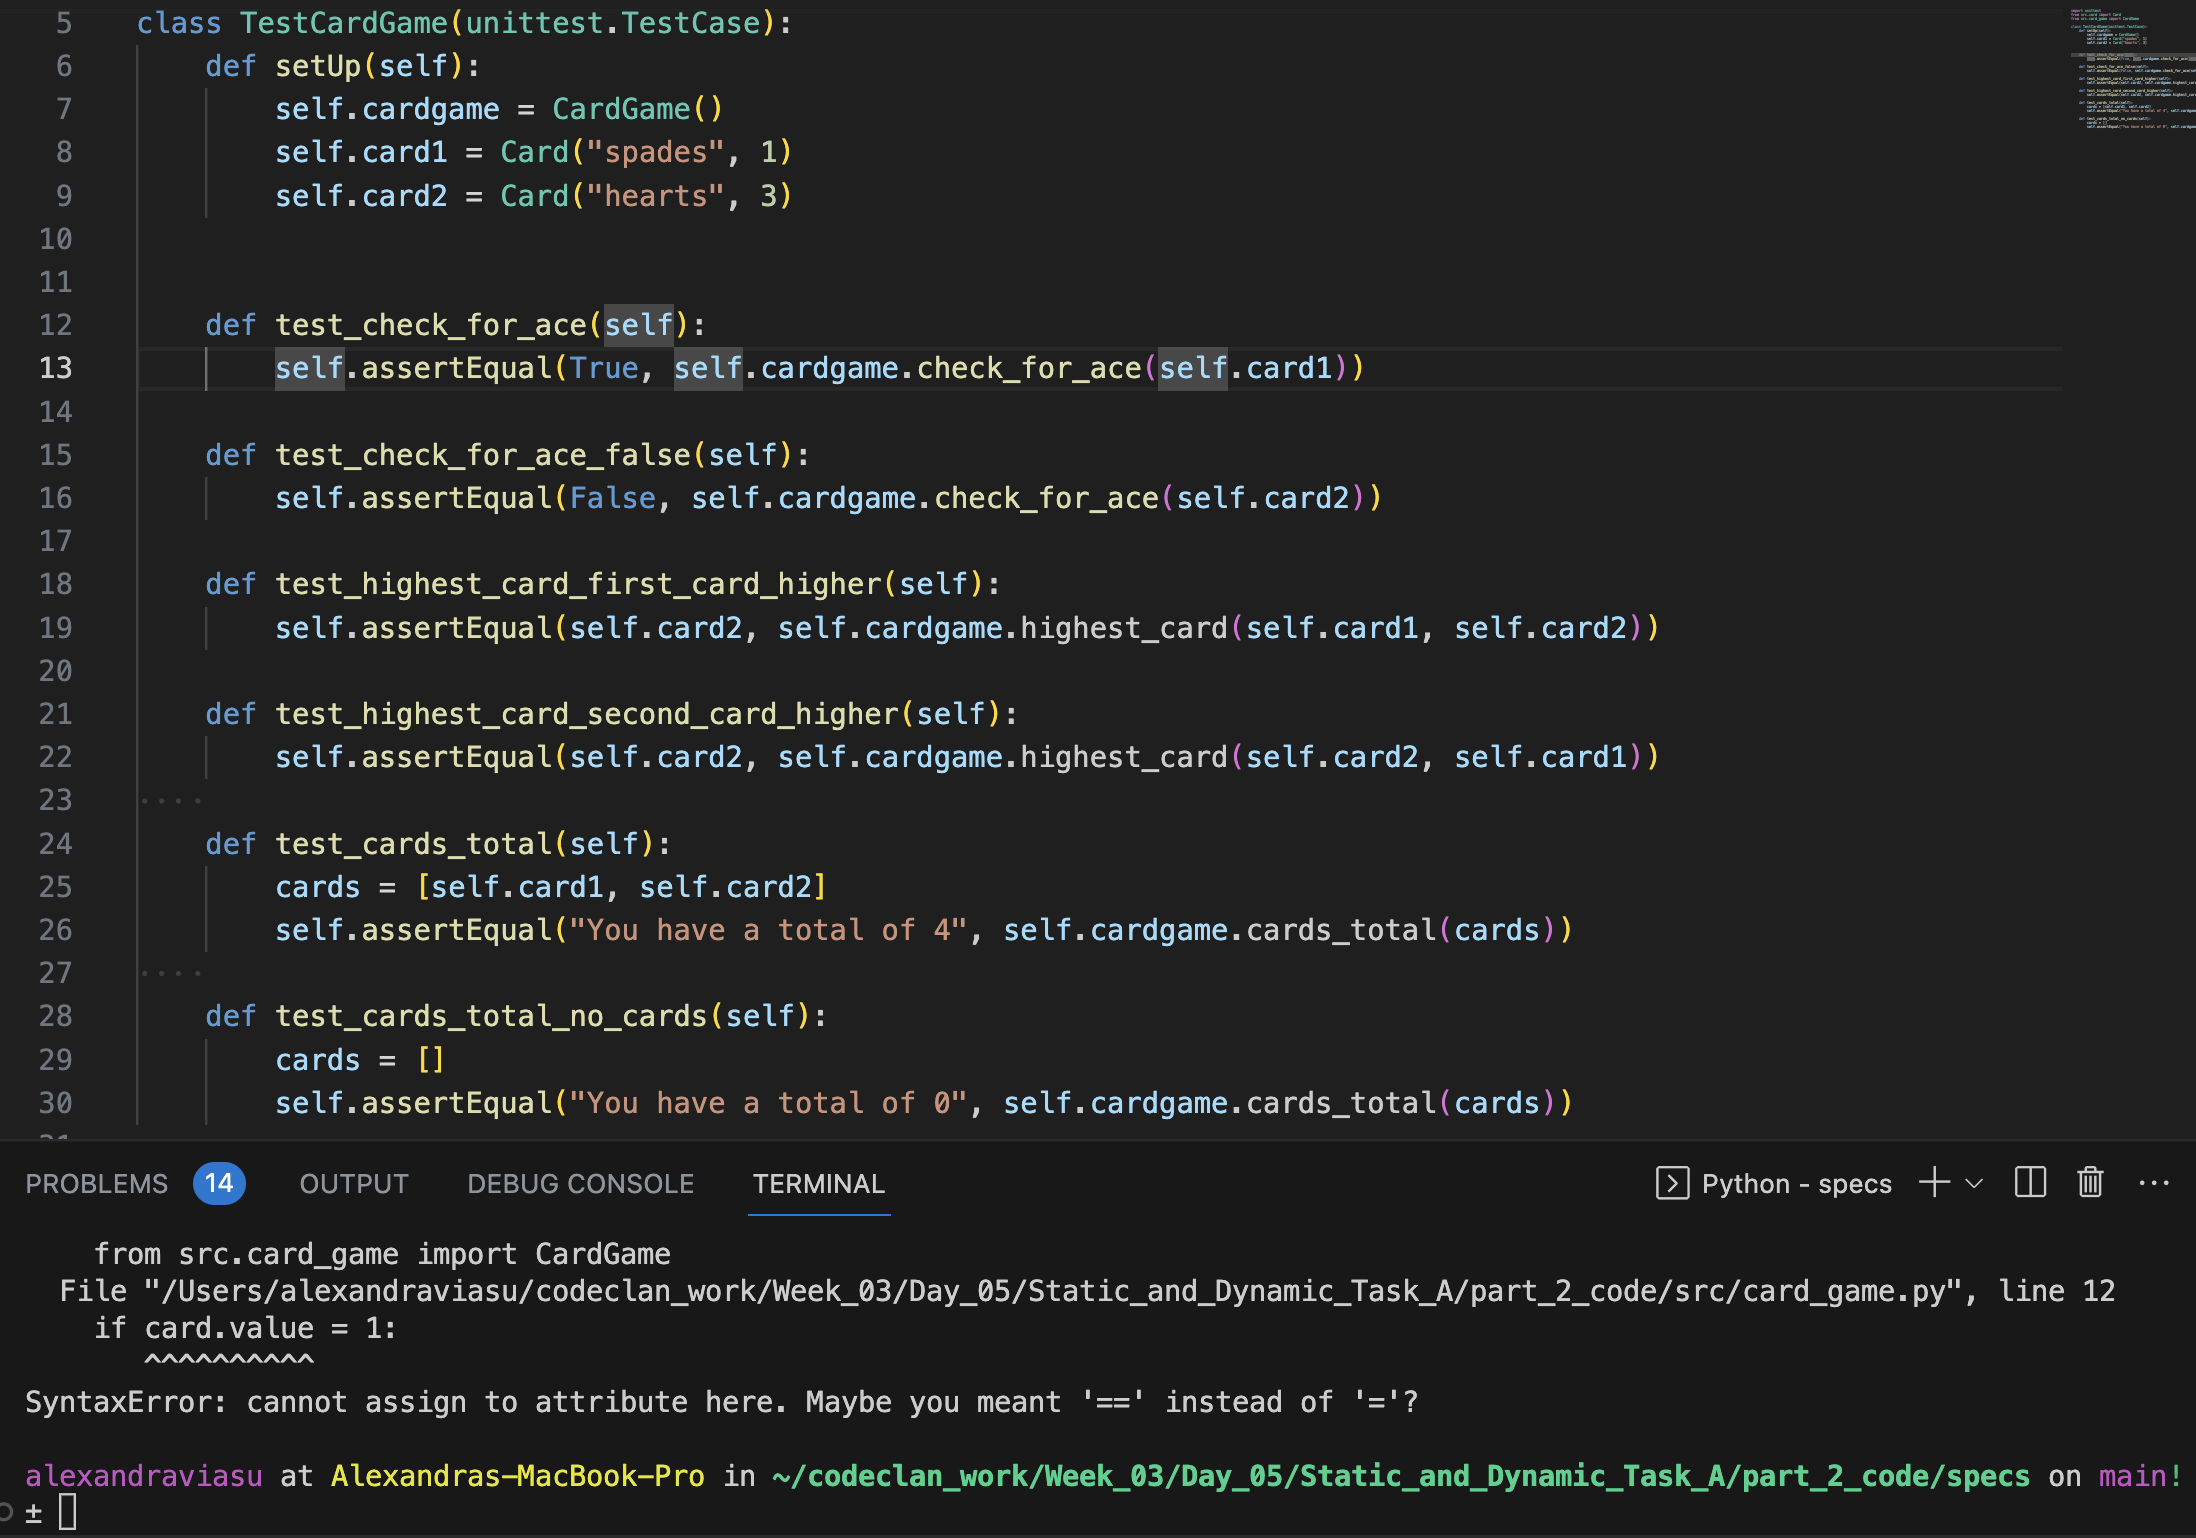 5 class TestCardGame(unittest.TestCase):
6 def setUp(self):
7 self.cardgame = CardGame()
8 self.card1 = Card("spades", 1)
9 self.card2 = Card("hearts", 3)
10
11
12 def test_check_for_ace(self):
13 self.assertEqual(True, self.cardgame.check_for_ace(self.card1))
14
15 def test_check_for_ace_false(self):
16 self.assertEqual(False, self.cardgame.check_for_ace(self.card2))
17
18 def test_highest_card_first_card_higher(self):
19 self.assertEqual(self.card2, self.cardgame.highest_card(self.card1, self.card2))
20
21 def test_highest_card_second_card_higher(self):
22 self.assertEqual(self.card2, self.cardgame.highest_card(self.card2, self.card1))
23
24 def test_cards_total(self):
25 cards = [self.card1, self.card2]
26 self.assertEqual("You have a total of 4", self.cardgame.cards_total(cards))
27
28 def test_cards_total_no_cards(self):
29 cards = []
30 self.assertEqual("You have a total of 0", self.cardgame.cards_total(cards))
PROBLEMS 14 OUTPUT DEBUG CONSOLE TERMINAL Python - specs
from src.card_game import CardGame
File "/Users/alexandraviasu/codeclan_work/Week_03/Day_05/Static_and_Dynamic_Task_A/part_2_code/src/card_game.py", line 12
if card.value = 1:
^^^^^^^^^^
SyntaxError: cannot assign to attribute here. Maybe you meant '==' instead of '='?
alexandraviasu at Alexandras-MacBook-Pro in ~/codeclan_work/Week_03/Day_05/Static_and_Dynamic_Task_A/part_2_code/specs on main!
±